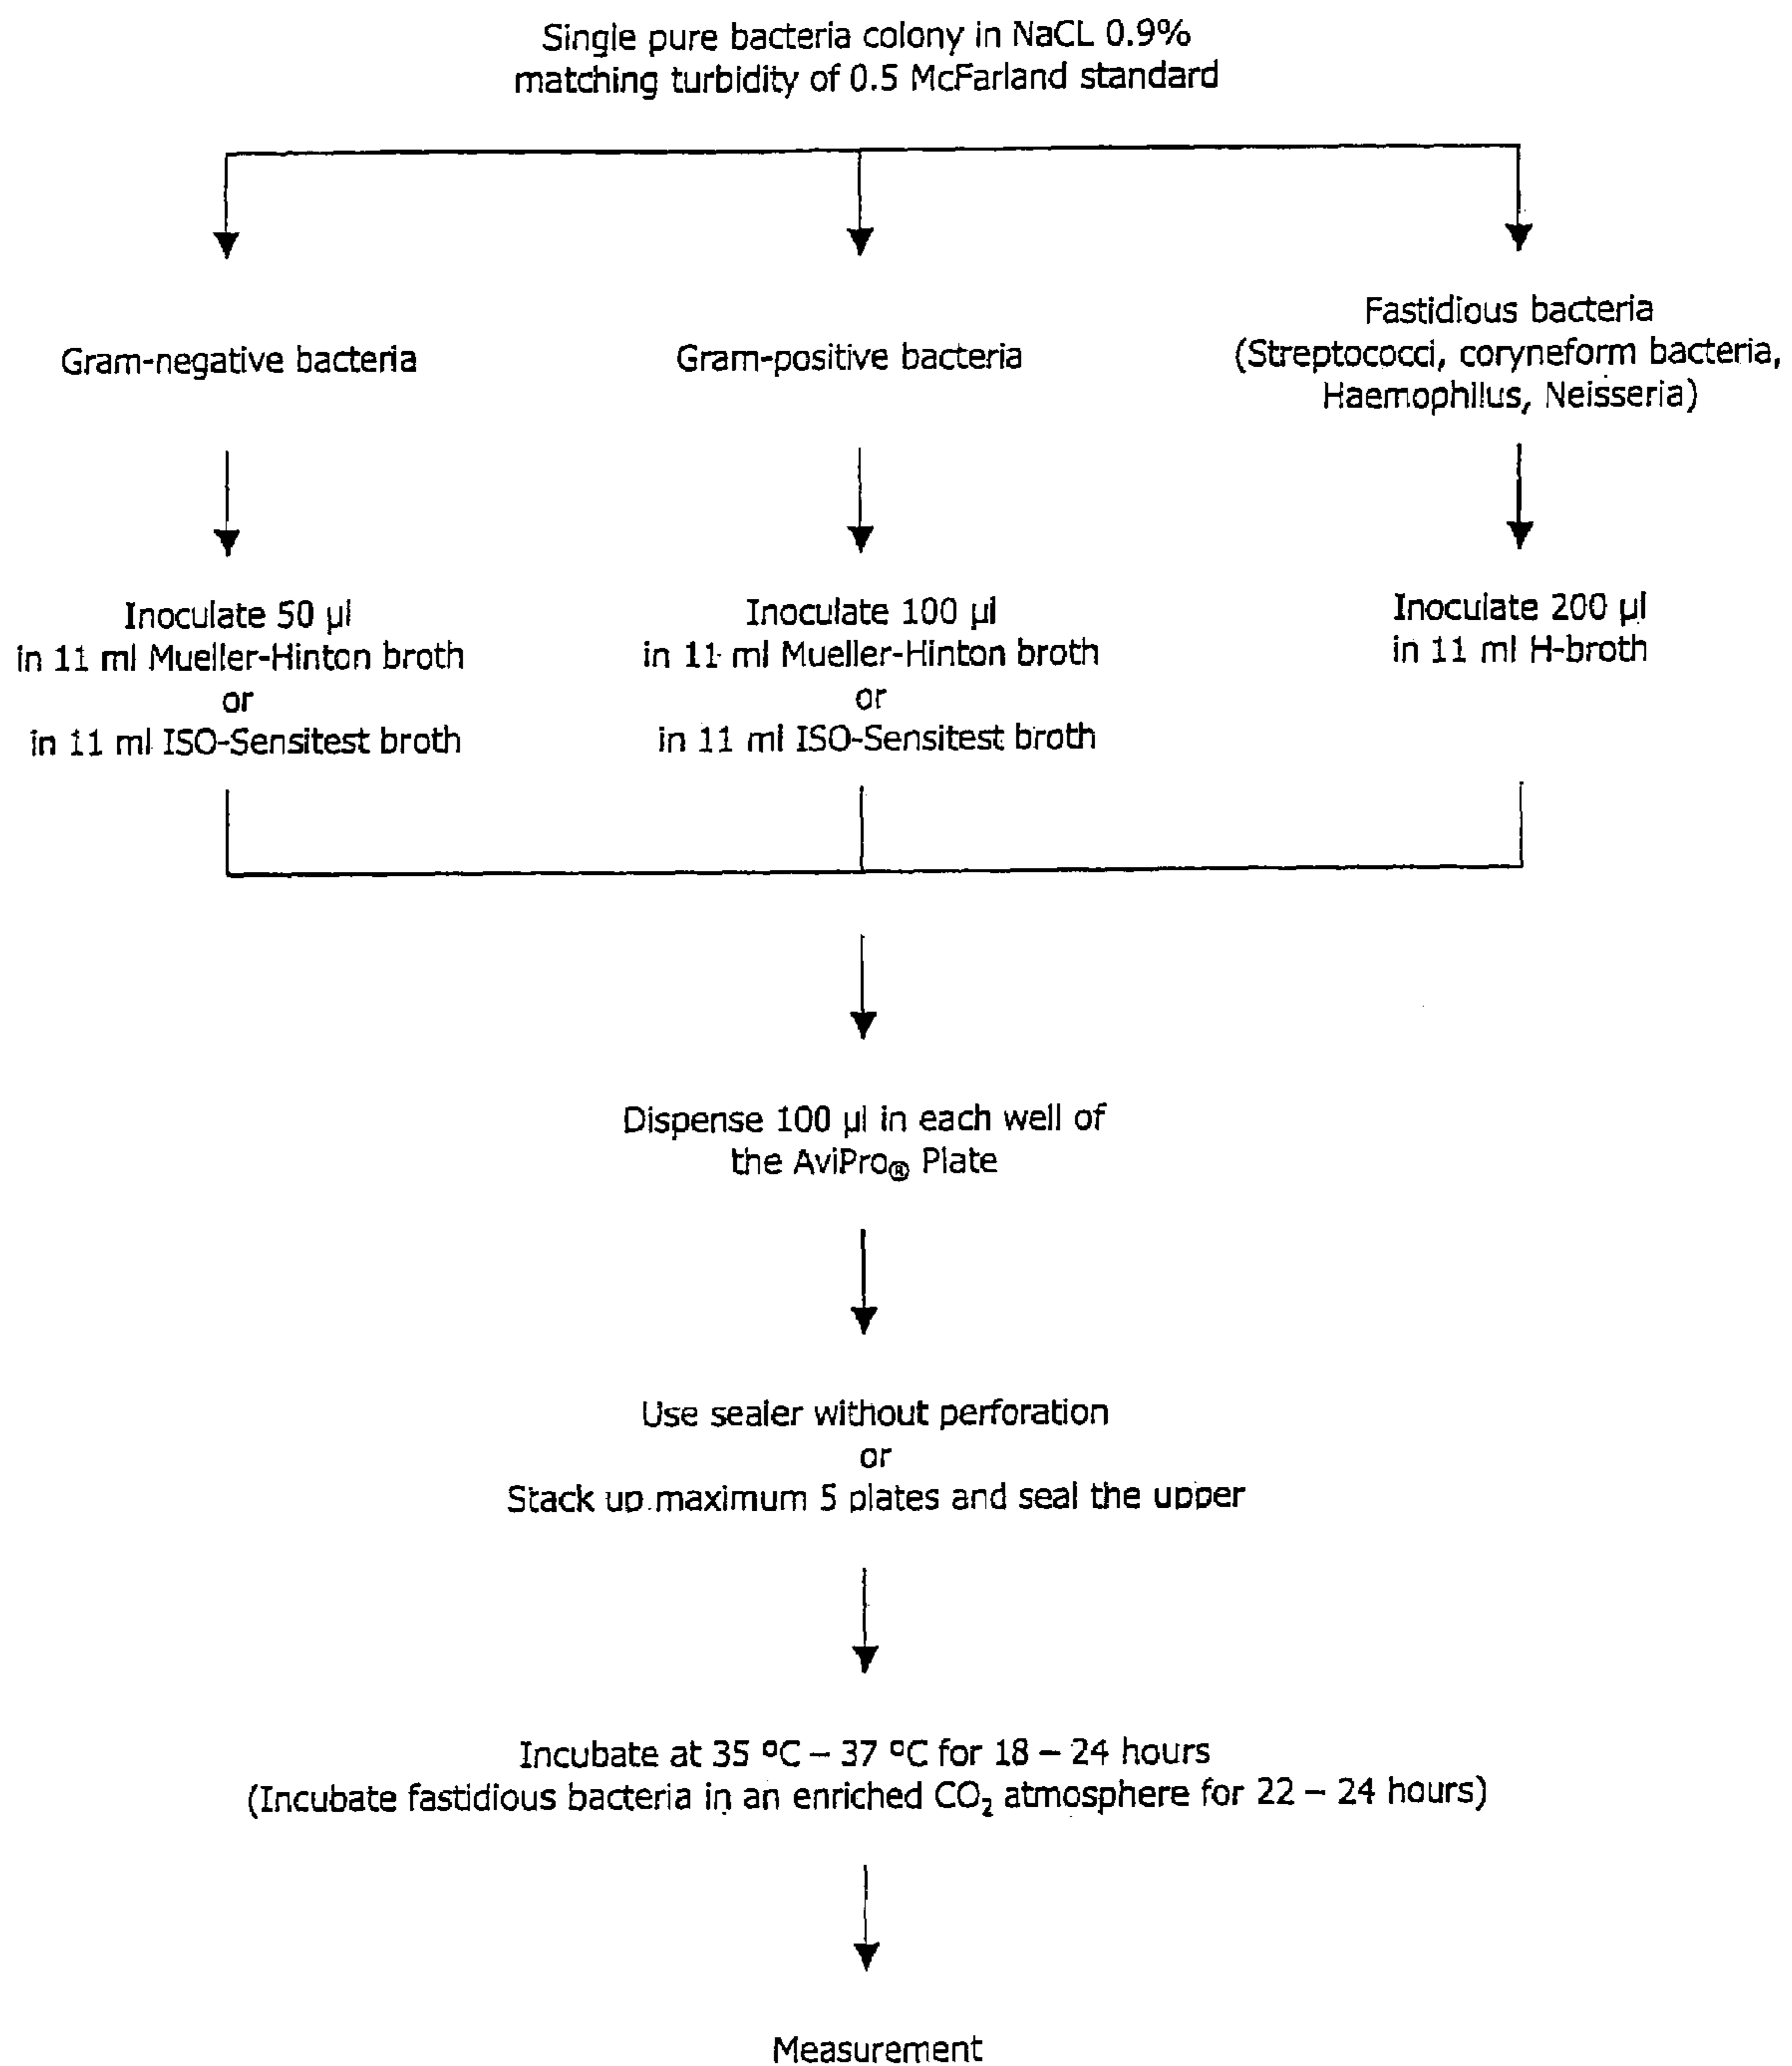 Single pure bacteria colony in NaCL 0.9%
matching turbidity of 0.5 McFarland standard
Gram-negative bacteria
Gram-positive bacteria
Fastidious bacteria
(Streptococci, coryneform bacteria,
Haemophilus, Neisseria)
Inoculate 50 µl
in 11 ml Mueller-Hinton broth
or
in 11 ml ISO-Sensitest broth
Inoculate 100 µl
in 11 ml Mueller-Hinton broth
or
in 11 ml ISO-Sensitest broth
Inoculate 200 µl
in 11 ml H-broth
Dispense 100 µl in each well of
the AviPro® Plate
Use sealer without perforation
or
Stack up maximum 5 plates and seal the upper
Incubate at 35 ºC – 37 ºC for 18 – 24 hours
(Incubate fastidious bacteria in an enriched CO₂ atmosphere for 22 – 24 hours)
Measurement